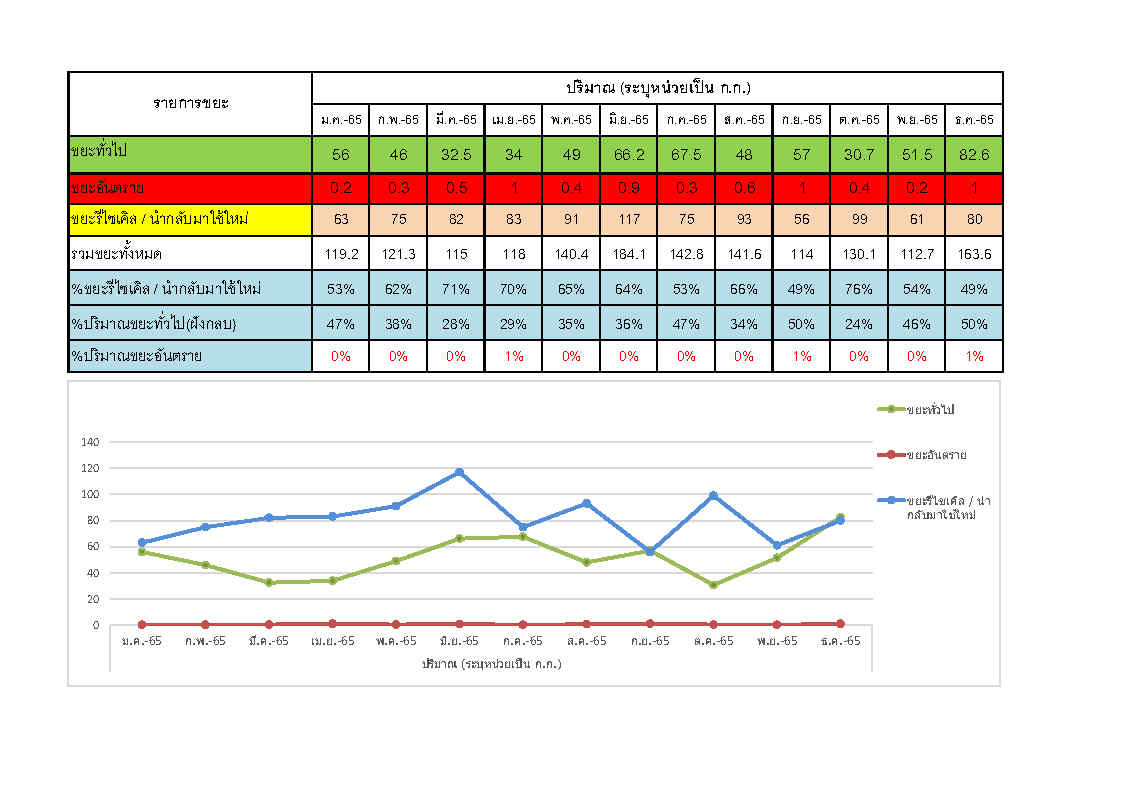 รายการขยะ
ปริมาณ (ระบุหน่วยเป็น ก.ก.)
ม.ค.-65 ก.พ.-65 มี.ค.-65 เม.ย.-65 พ.ค.-65 มิ.ย.-65 ก.ค.-65 ส.ค.-65 ก.ย.-65 ต.ค.-65 พ.ย.-65 ธ.ค.-65
ขยะทั่วไป 56 46 32.5 34 49 66.2 67.5 48 57 30.7 51.5 82.6
ขยะอันตราย 0.2 0.3 0.5 1 0.4 0.9 0.3 0.6 1 0.4 0.2 1
ขยะรีไซเคิล / นำกลับมาใช้ใหม่ 63 75 82 83 91 117 75 93 56 99 61 80
รวมขยะทั้งหมด 119.2 121.3 115 118 140.4 184.1 142.8 141.6 114 130.1 112.7 163.6
%ขยะรีไซเคิล / นำกลับมาใช้ใหม่ 53% 62% 71% 70% 65% 64% 53% 66% 49% 76% 54% 49%
%ปริมาณขยะทั่วไป(ฝังกลบ) 47% 38% 28% 29% 35% 36% 47% 34% 50% 24% 46% 50%
%ปริมาณขยะอันตราย 0% 0% 0% 1% 0% 0% 0% 0% 1% 0% 0% 1%
ขยะทั่วไป
ขยะอันตราย
ขยะรีไซเคิล / นำ
กลับมาใช้ใหม่
140
120
100
80
60
40
20
0
ม.ค.-65 ก.พ.-65 มี.ค.-65 เม.ย.-65 พ.ค.-65 มิ.ย.-65 ก.ค.-65 ส.ค.-65 ก.ย.-65 ต.ค.-65 พ.ย.-65 ธ.ค.-65
ปริมาณ (ระบุหน่วยเป็น ก.ก.)